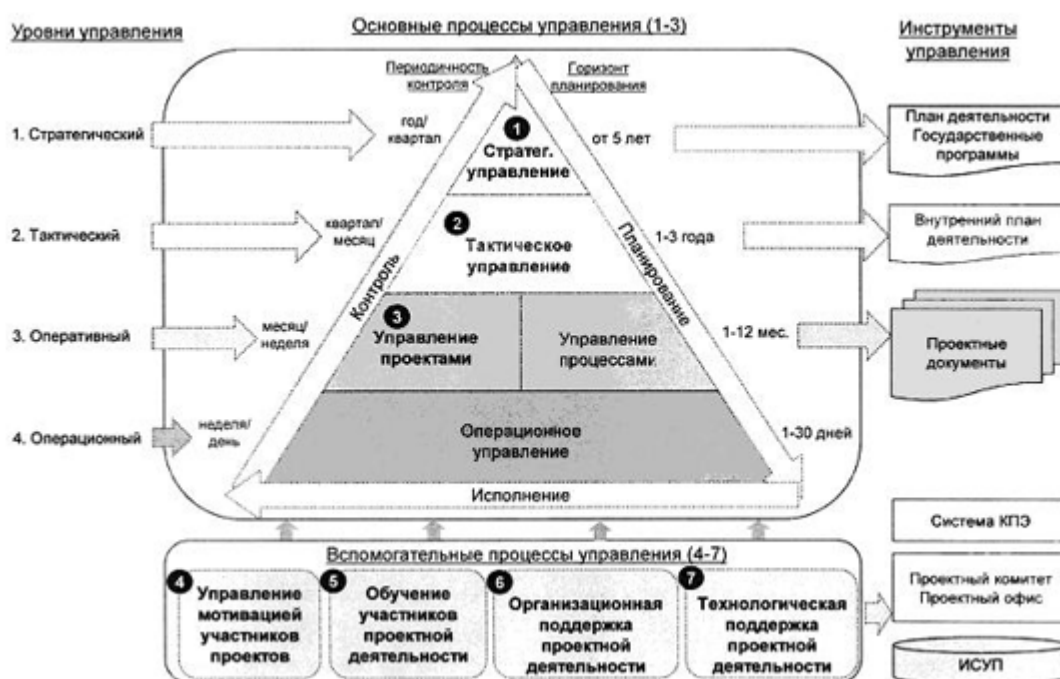 Уровни управления
Основные процессы управления (1-3)
Инструменты
управления
Периодичность
контроля
Горизонт
планирования
1. Стратегический
год/
квартал
1
Стратег.
управление
от 5 лет
План деятельности
Государственные
программы
2. Тактический
квартал/
месяц
2
Тактическое
управление
1-3 года
Внутренний план
деятельности
Контроль
Планирование
3. Оперативный
месяц/
неделя
3
Управление
проектами
Управление
процессами
1-12 мес.
Проектные
документы
4. Операционный
неделя/
день
Операционное
управление
1-30 дней
Исполнение
Вспомогательные процессы управления (4-7)
4
Управление
мотивацией
участников
проектов
5
Обучение
участников
проектной
деятельности
6
Организационная
поддержка
проектной
деятельности
7
Технологическая
поддержка
проектной
деятельности
Система КПЭ
Проектный комитет
Проектный офис
ИСУП